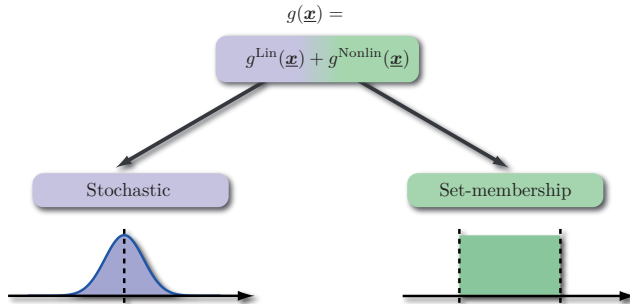 g(x) =
g^Lin(x) + g^Nonlin(x)
Stochastic
Set-membership